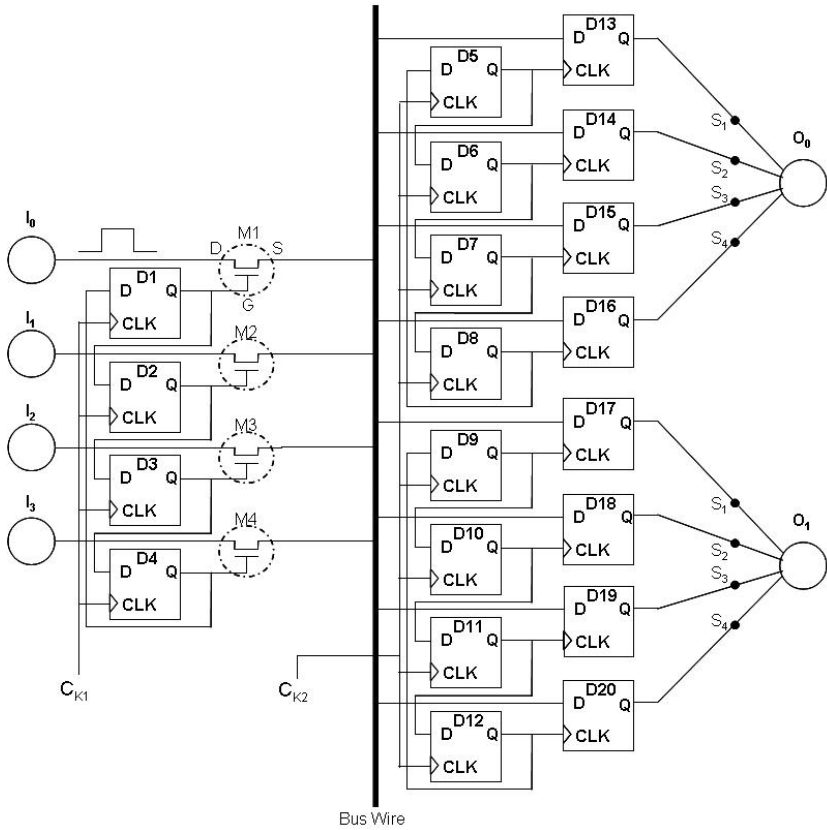 D13
D Q
CLK
D5
D Q
CLK
S1
D14
D Q
CLK
O0
D6
D Q
CLK
S2
S3
D15
D Q
CLK
I0
D M1 S
G
D7
D Q
CLK
S4
D1
D Q
CLK
D16
D Q
CLK
I1
M2
D8
D Q
CLK
D2
D Q
CLK
I2
M3
D17
D Q
CLK
D9
D Q
CLK
D3
D Q
CLK
S1
I3
M4
D18
D Q
CLK
O1
D10
D Q
CLK
S2
S3
D4
D Q
CLK
D19
D Q
CLK
S4
D11
D Q
CLK
CK1
CK2
D20
D Q
CLK
D12
D Q
CLK
Bus Wire